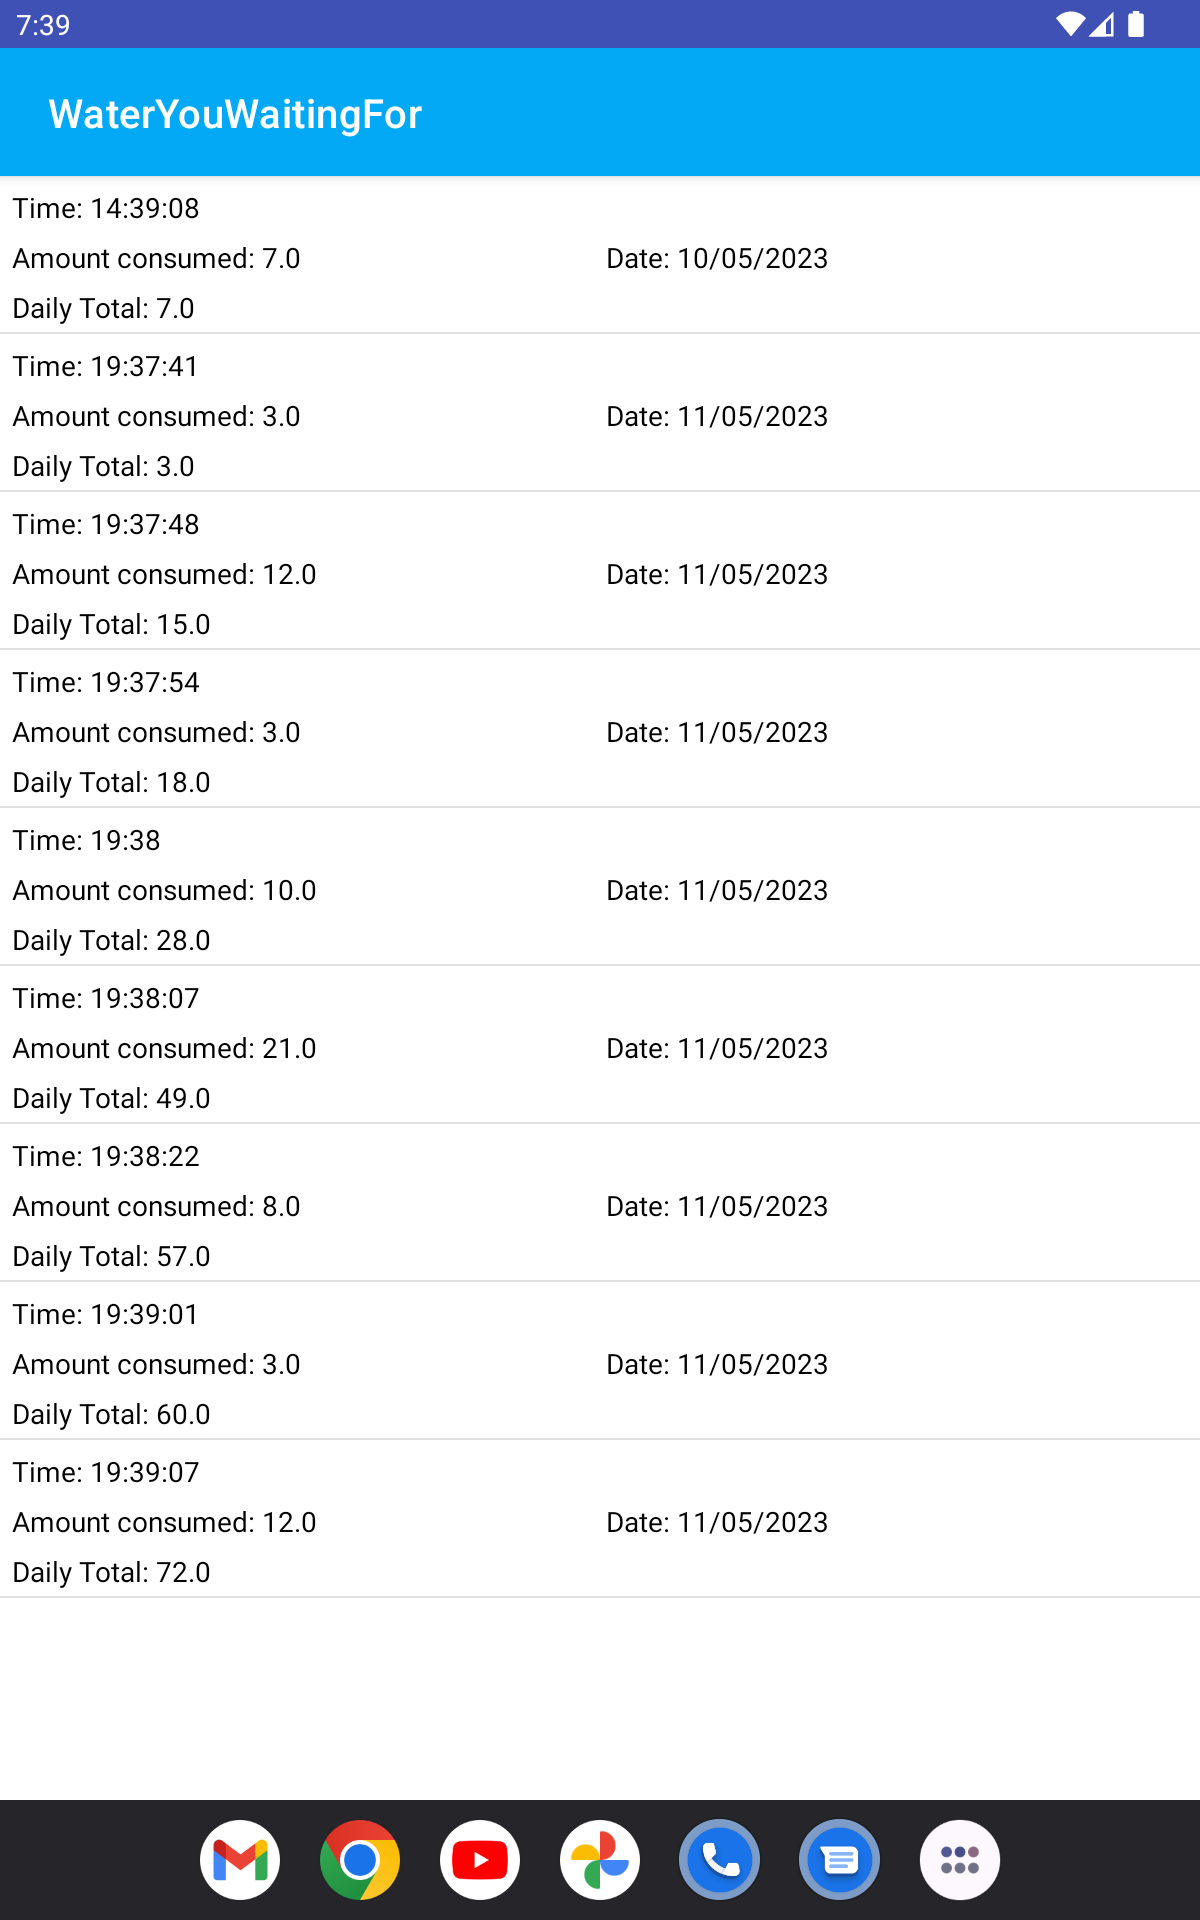 7:39
WaterYouWaitingFor
Time: 14:39:08
Amount consumed: 7.0 Date: 10/05/2023
Daily Total: 7.0
Time: 19:37:41
Amount consumed: 3.0 Date: 11/05/2023
Daily Total: 3.0
Time: 19:37:48
Amount consumed: 12.0 Date: 11/05/2023
Daily Total: 15.0
Time: 19:37:54
Amount consumed: 3.0 Date: 11/05/2023
Daily Total: 18.0
Time: 19:38
Amount consumed: 10.0 Date: 11/05/2023
Daily Total: 28.0
Time: 19:38:07
Amount consumed: 21.0 Date: 11/05/2023
Daily Total: 49.0
Time: 19:38:22
Amount consumed: 8.0 Date: 11/05/2023
Daily Total: 57.0
Time: 19:39:01
Amount consumed: 3.0 Date: 11/05/2023
Daily Total: 60.0
Time: 19:39:07
Amount consumed: 12.0 Date: 11/05/2023
Daily Total: 72.0